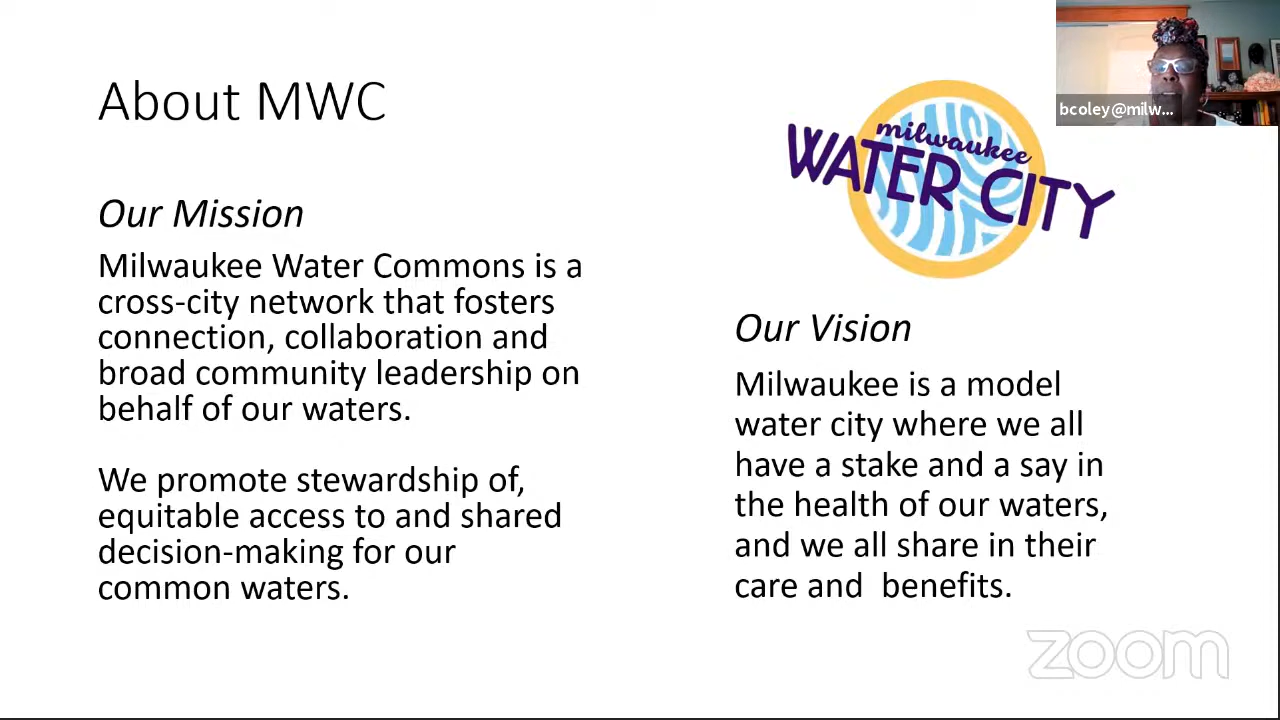 About MWC
Our Mission
Milwaukee Water Commons is a
cross-city network that fosters
connection, collaboration and
broad community leadership on
behalf of our waters.
We promote stewardship of,
equitable access to and shared
decision-making for our
common waters.
milwaukee
WATER CITY
Our Vision
Milwaukee is a model
water city where we all
have a stake and a say in
the health of our waters,
and we all share in their
care and  benefits.
bcoley@milw...
zoom